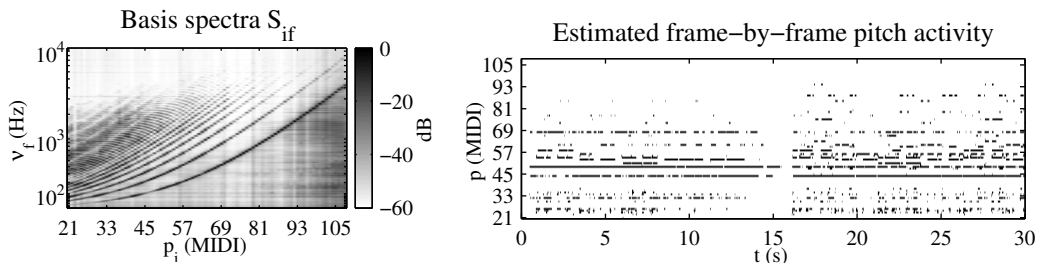 Basis spectra S_if
10^4
10^3
10^2
ν_f (Hz)
21 33 45 57 69 81 93 105
p_i (MIDI)
0
−20
−40
−60
dB
Estimated frame−by−frame pitch activity
105
93
81
69
57
45
33
21
p (MIDI)
0 5 10 15 20 25 30
t (s)